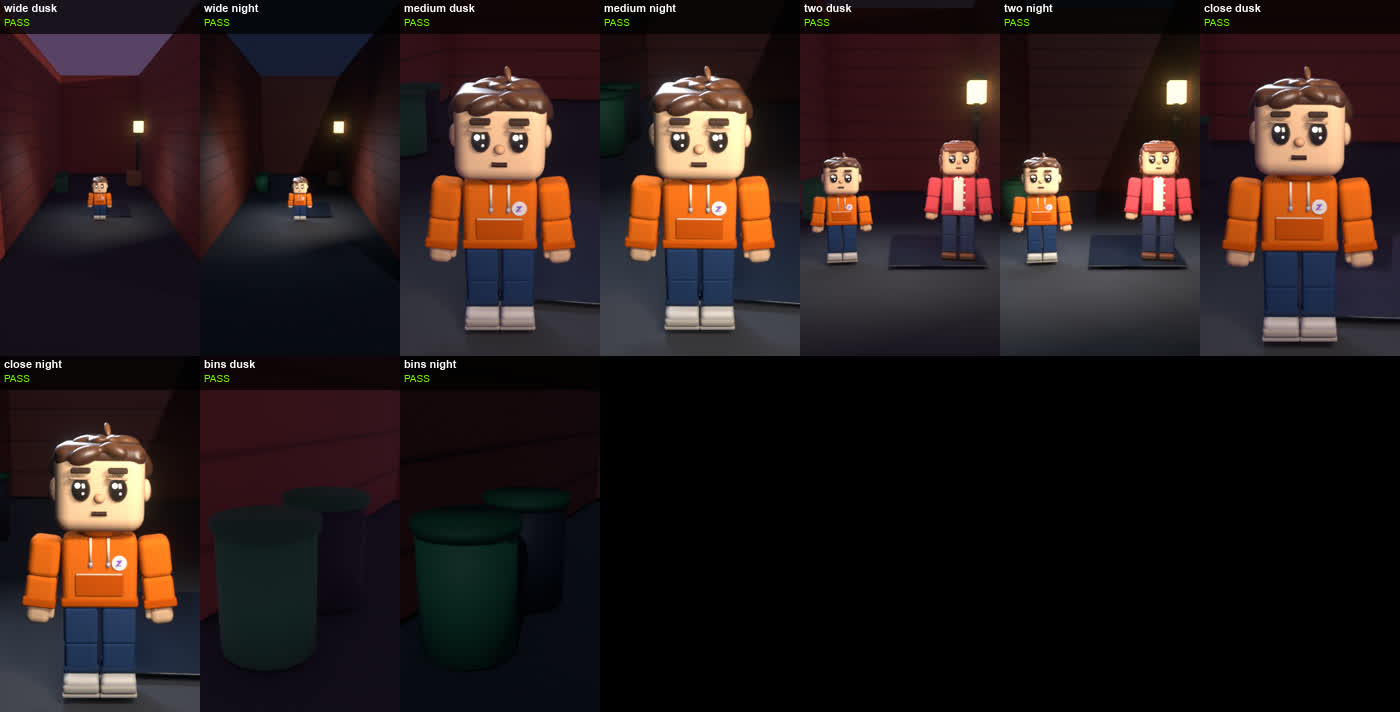 wide dusk
PASS
wide night
PASS
medium dusk
PASS
medium night
PASS
two dusk
PASS
two night
PASS
close dusk
PASS
close night
PASS
bins dusk
PASS
bins night
PASS
Z
Z
Z
Z